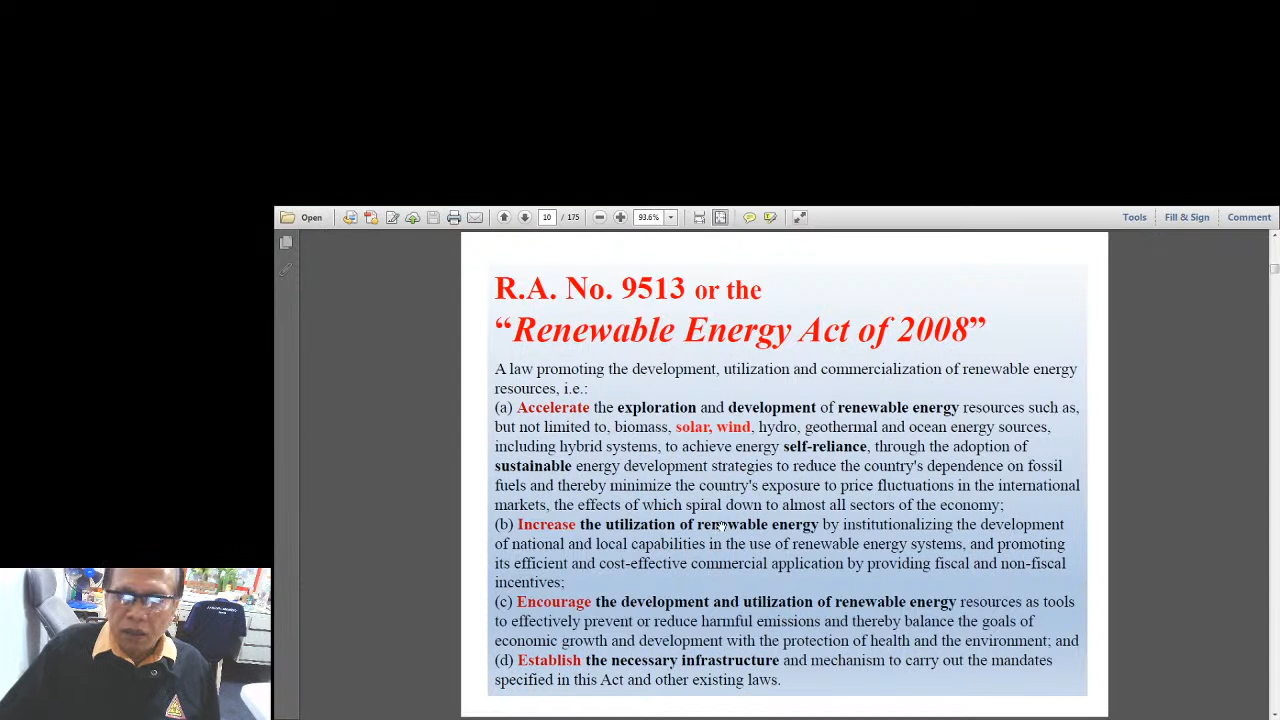 Open
10
/ 175
93.6%
Tools
Fill & Sign
Comment
R.A. No. 9513 or the
“Renewable Energy Act of 2008”
A law promoting the development, utilization and commercialization of renewable energy
resources, i.e.:
(a) Accelerate the exploration and development of renewable energy resources such as,
but not limited to, biomass, solar, wind, hydro, geothermal and ocean energy sources,
including hybrid systems, to achieve energy self-reliance, through the adoption of
sustainable energy development strategies to reduce the country's dependence on fossil
fuels and thereby minimize the country's exposure to price fluctuations in the international
markets, the effects of which spiral down to almost all sectors of the economy;
(b) Increase the utilization of renewable energy by institutionalizing the development
of national and local capabilities in the use of renewable energy systems, and promoting
its efficient and cost-effective commercial application by providing fiscal and non-fiscal
incentives;
(c) Encourage the development and utilization of renewable energy resources as tools
to effectively prevent or reduce harmful emissions and thereby balance the goals of
economic growth and development with the protection of health and the environment; and
(d) Establish the necessary infrastructure and mechanism to carry out the mandates
specified in this Act and other existing laws.